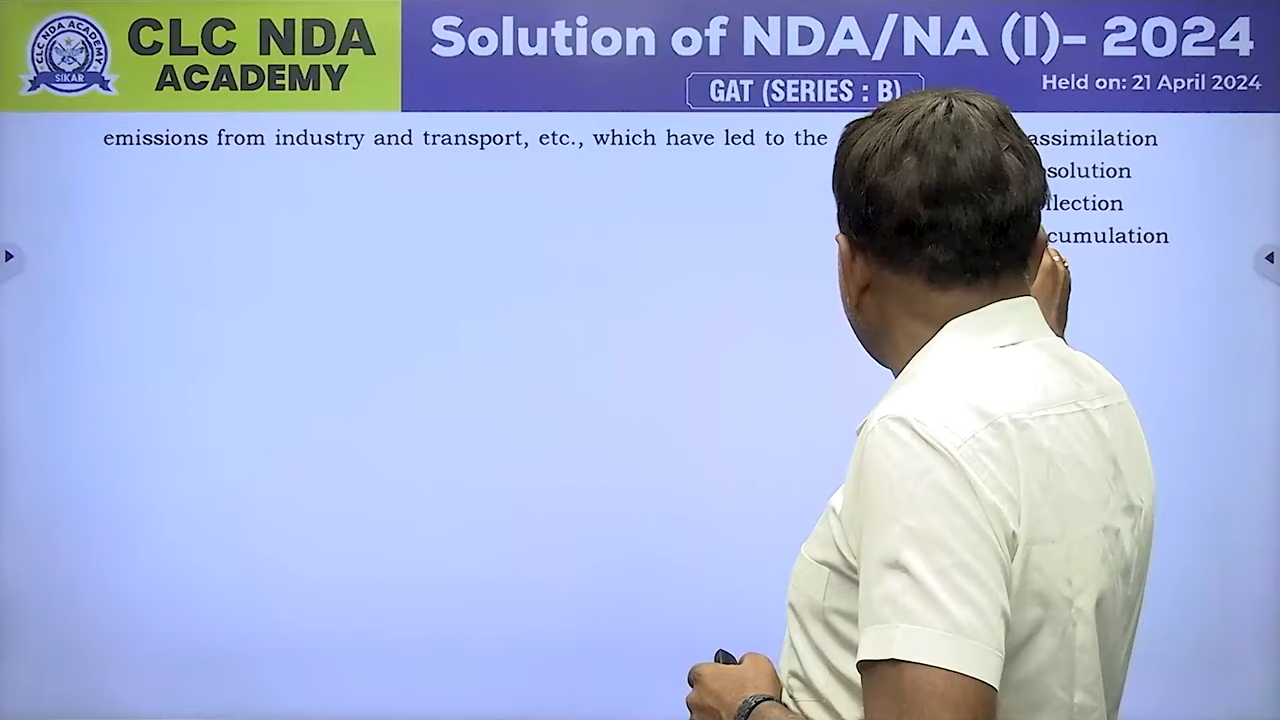 CLC NDA ACADEMY
SIKAR
CLC NDA
ACADEMY
Solution of NDA/NA (I)- 2024
GAT (SERIES : B)
Held on: 21 April 2024
emissions from industry and transport, etc., which have led to the
assimilation
solution
llection
cumulation